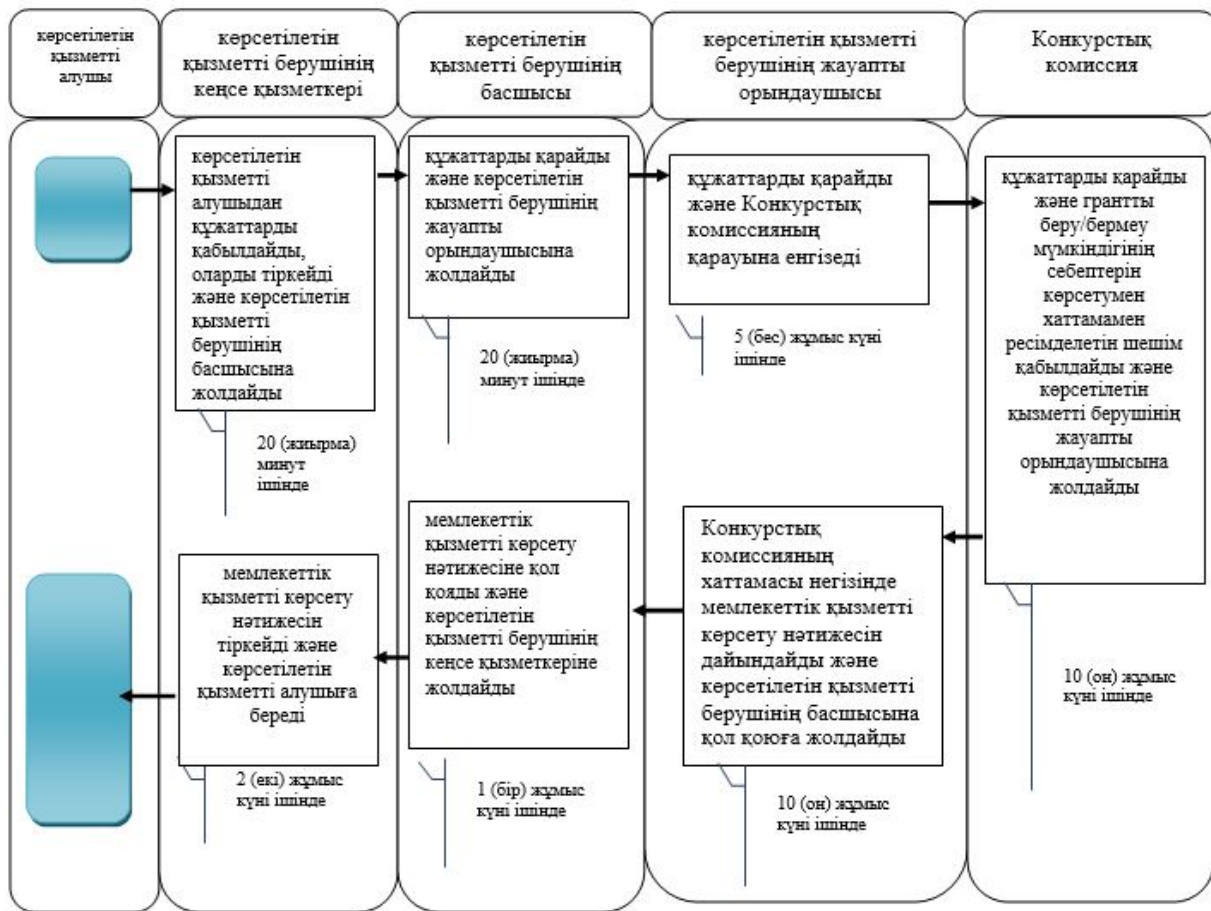 көрсетілетін
қызметті
алушы
көрсетілетін
қызметті берушінің
кеңсе қызметкері
көрсетілетін
қызметті берушінің
басшысы
көрсетілетін қызметті
берушінің жауапты
орындаушысы
Конкурстық
комиссия
көрсетілетін
қызметті
алушыдан
құжаттарды
қабылдайды,
оларды тіркейді
және көрсетілетін
қызметті
берушінің
басшысына
жолдайды
20 (жиырма)
минут
ішінде
құжаттарды қарайды
және көрсетілетін
қызметті берушінің
жауапты
орындаушысына
жолдайды
20 (жиырма)
минут ішінде
құжаттарды қарайды
және Конкурстық
комиссияның
қарауына енгізеді
5 (бес) жұмыс күні
ішінде
құжаттарды қарайды
және грантты
беру/бермеу
мүмкіндігінің
себептерін
көрсетумен
хаттамамен
ресімделетін шешім
қабылдайды және
көрсетілетін
қызметті берушінің
жауапты
орындаушысына
жолдайды
10 (он) жұмыс
күні ішінде
Конкурстық
комиссияның
хаттамасы негізінде
мемлекеттік қызметті
көрсету нәтижесін
дайындайды және
көрсетілетін қызметті
берушінің басшысына
қол қоюға жолдайды
10 (он) жұмыс
күні ішінде
мемлекеттік
қызметті көрсету
нәтижесіне қол
қояды және
көрсетілетін
қызметті берушінің
кеңсе қызметкеріне
жолдайды
1 (бір) жұмыс
күні ішінде
мемлекеттік
қызметті көрсету
нәтижесін
тіркейді және
көрсетілетін
қызметті алушыға
береді
2 (екі) жұмыс
күні ішінде